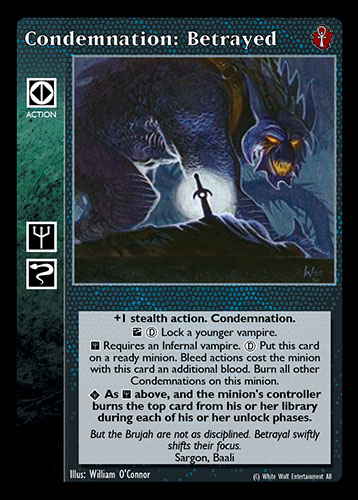 Condemnation: Betrayed
ACTION
+1 stealth action. Condemnation.
Ⓓ Lock a younger vampire.
Requires an Infernal vampire. Ⓓ Put this card
on a ready minion. Bleed actions cost the minion
with this card an additional blood. Burn all other
Condemnations on this minion.
As above, and the minion's controller
burns the top card from his or her library
during each of his or her unlock phases.
But the Brujah are not as disciplined. Betrayal swiftly
shifts their focus.
Sargon, Baali
Illus: William O'Connor
(C) White Wolf Entertainment AB